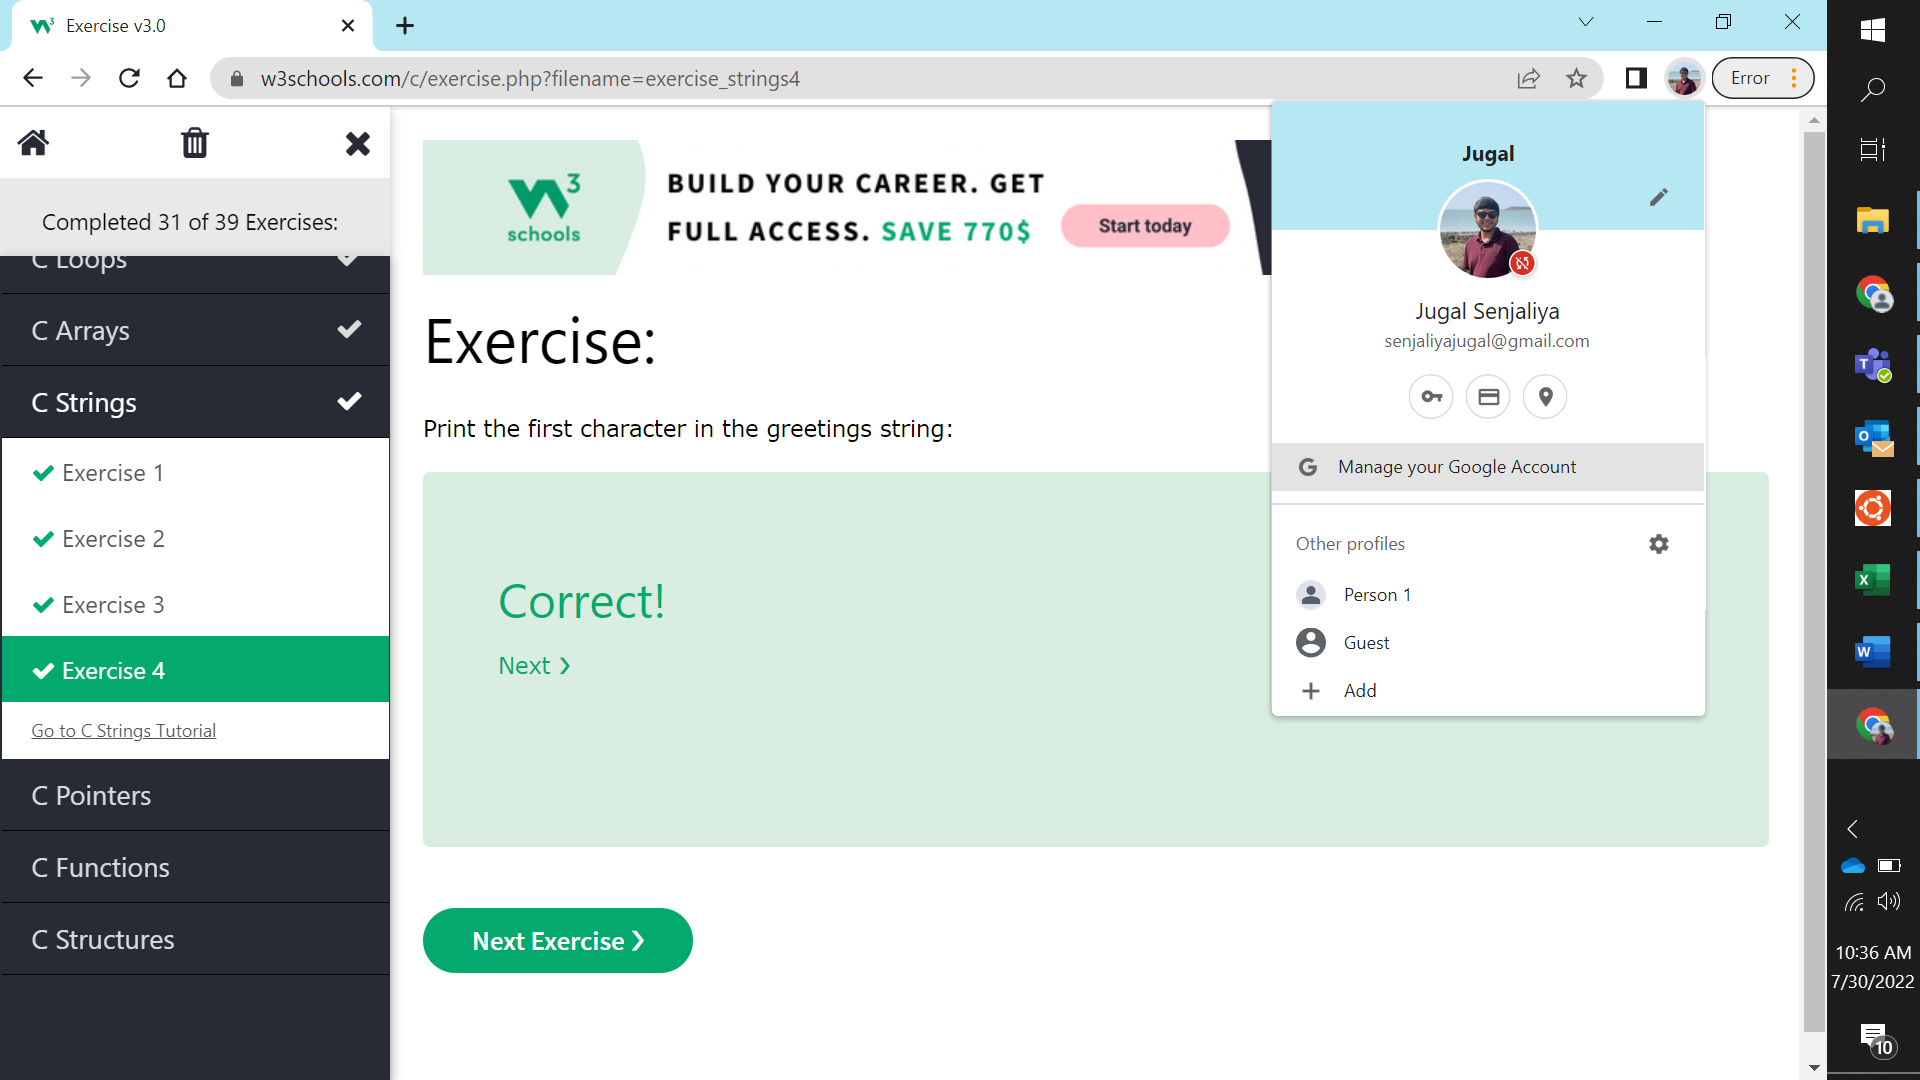 Exercise v3.0
w3schools.com/c/exercise.php?filename=exercise_strings4
Error
Completed 31 of 39 Exercises:
C Loops
C Arrays
C Strings
Exercise 1
Exercise 2
Exercise 3
Exercise 4
Go to C Strings Tutorial
C Pointers
C Functions
C Structures
W3
schools
BUILD YOUR CAREER. GET
FULL ACCESS. SAVE 770$
Start today
Exercise:
Print the first character in the greetings string:
Correct!
Next ❯
Next Exercise ❯
Jugal
Jugal Senjaliya
senjaliyajugal@gmail.com
G Manage your Google Account
Other profiles
Person 1
Guest
Add
10:36 AM
7/30/2022
10